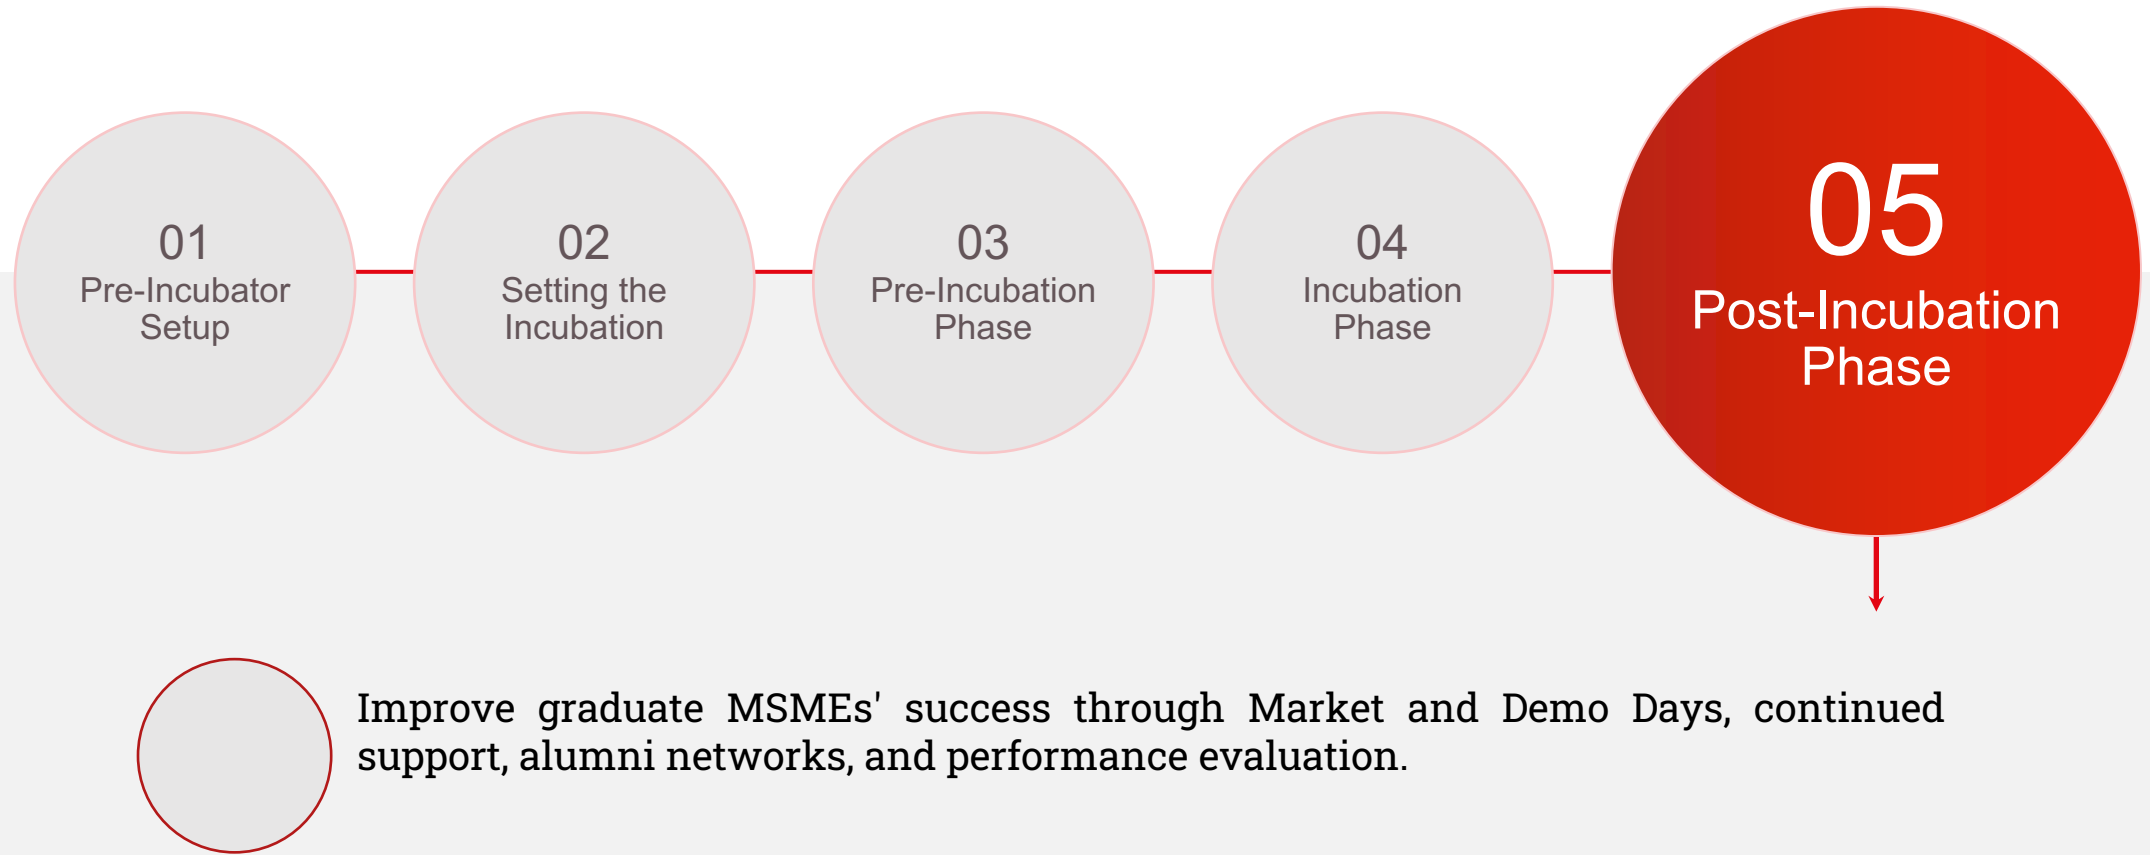 01
Pre-Incubator
Setup
02
Setting the
Incubation
03
Pre-Incubation
Phase
04
Incubation
Phase
05
Post-Incubation
Phase
Improve graduate MSMEs' success through Market and Demo Days, continued
support, alumni networks, and performance evaluation.